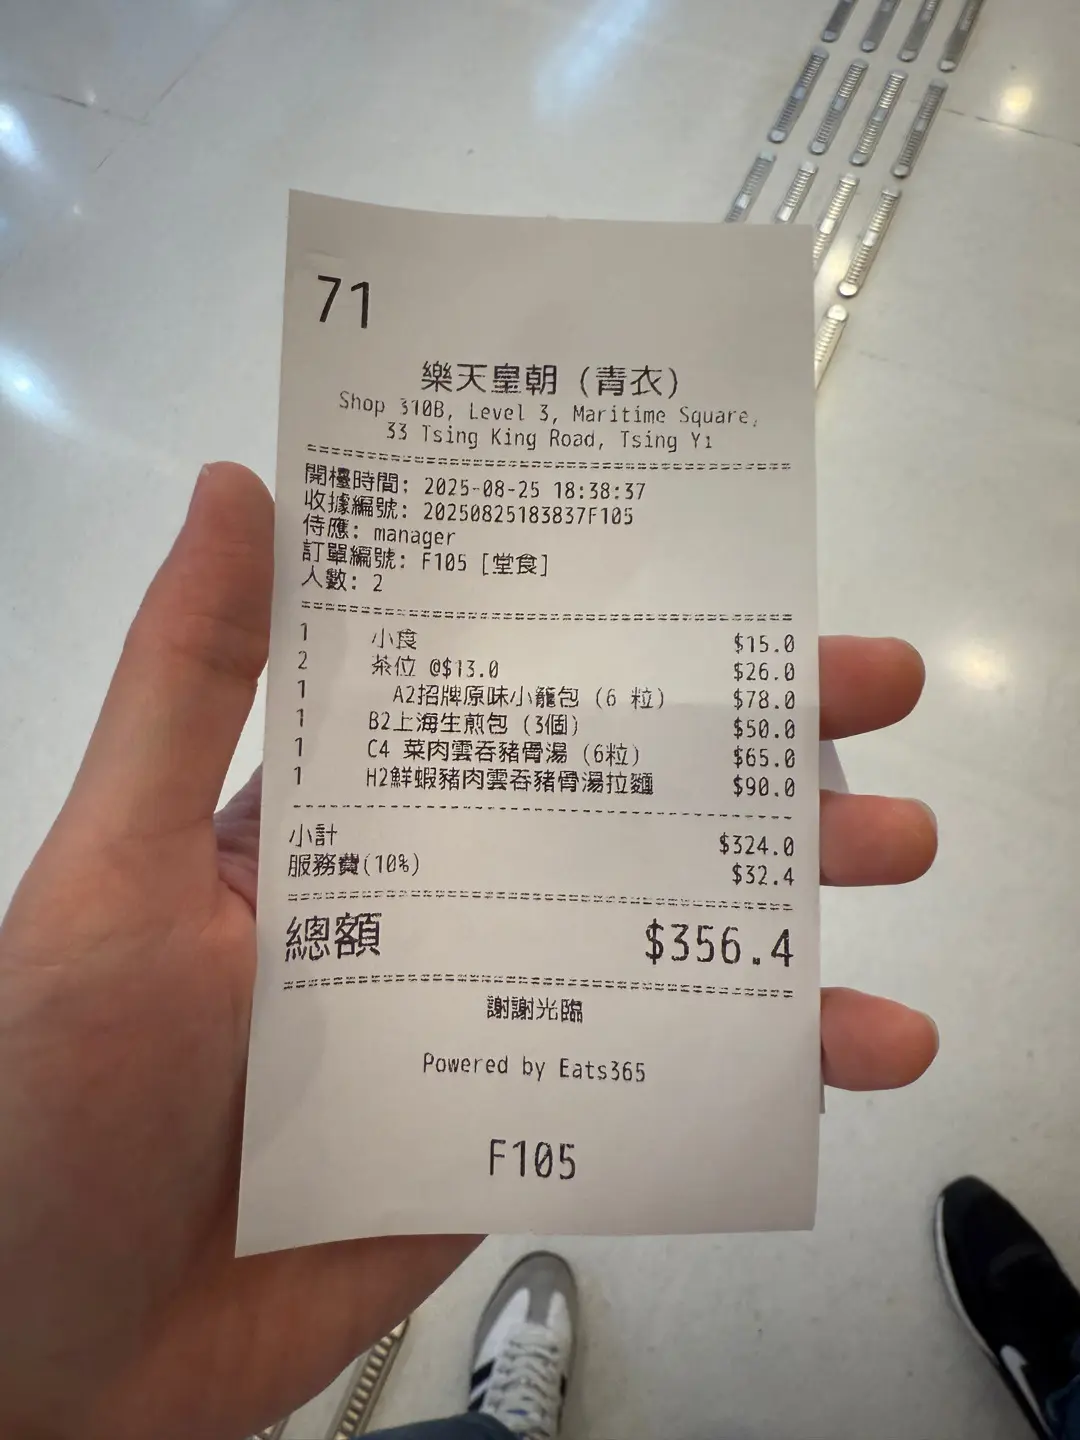 71
樂天皇朝 (青衣)
Shop 310B, Level 3, Maritime Square,
33 Tsing King Road, Tsing Yi
開檯時間: 2025-08-25 18:38:37
收據編號: 20250825183837F105
侍應: manager
訂單編號: F105 [堂食]
人數: 2
1 小食 $15.0
2 茶位 @$13.0 $26.0
1 A2招牌原味小籠包 (6 粒) $78.0
1 B2上海生煎包 (3個) $50.0
1 C4 菜肉雲吞豬骨湯 (6粒) $65.0
1 H2鮮蝦豬肉雲吞豬骨湯拉麵 $90.0
小計 $324.0
服務費(10%) $32.4
總額 $356.4
謝謝光臨
Powered by Eats365
F105